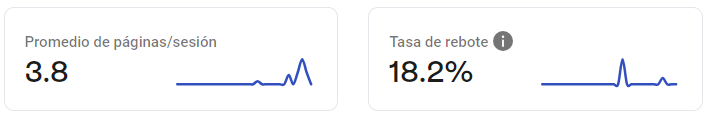 Promedio de páginas/sesión
3.8
Tasa de rebote
18.2%